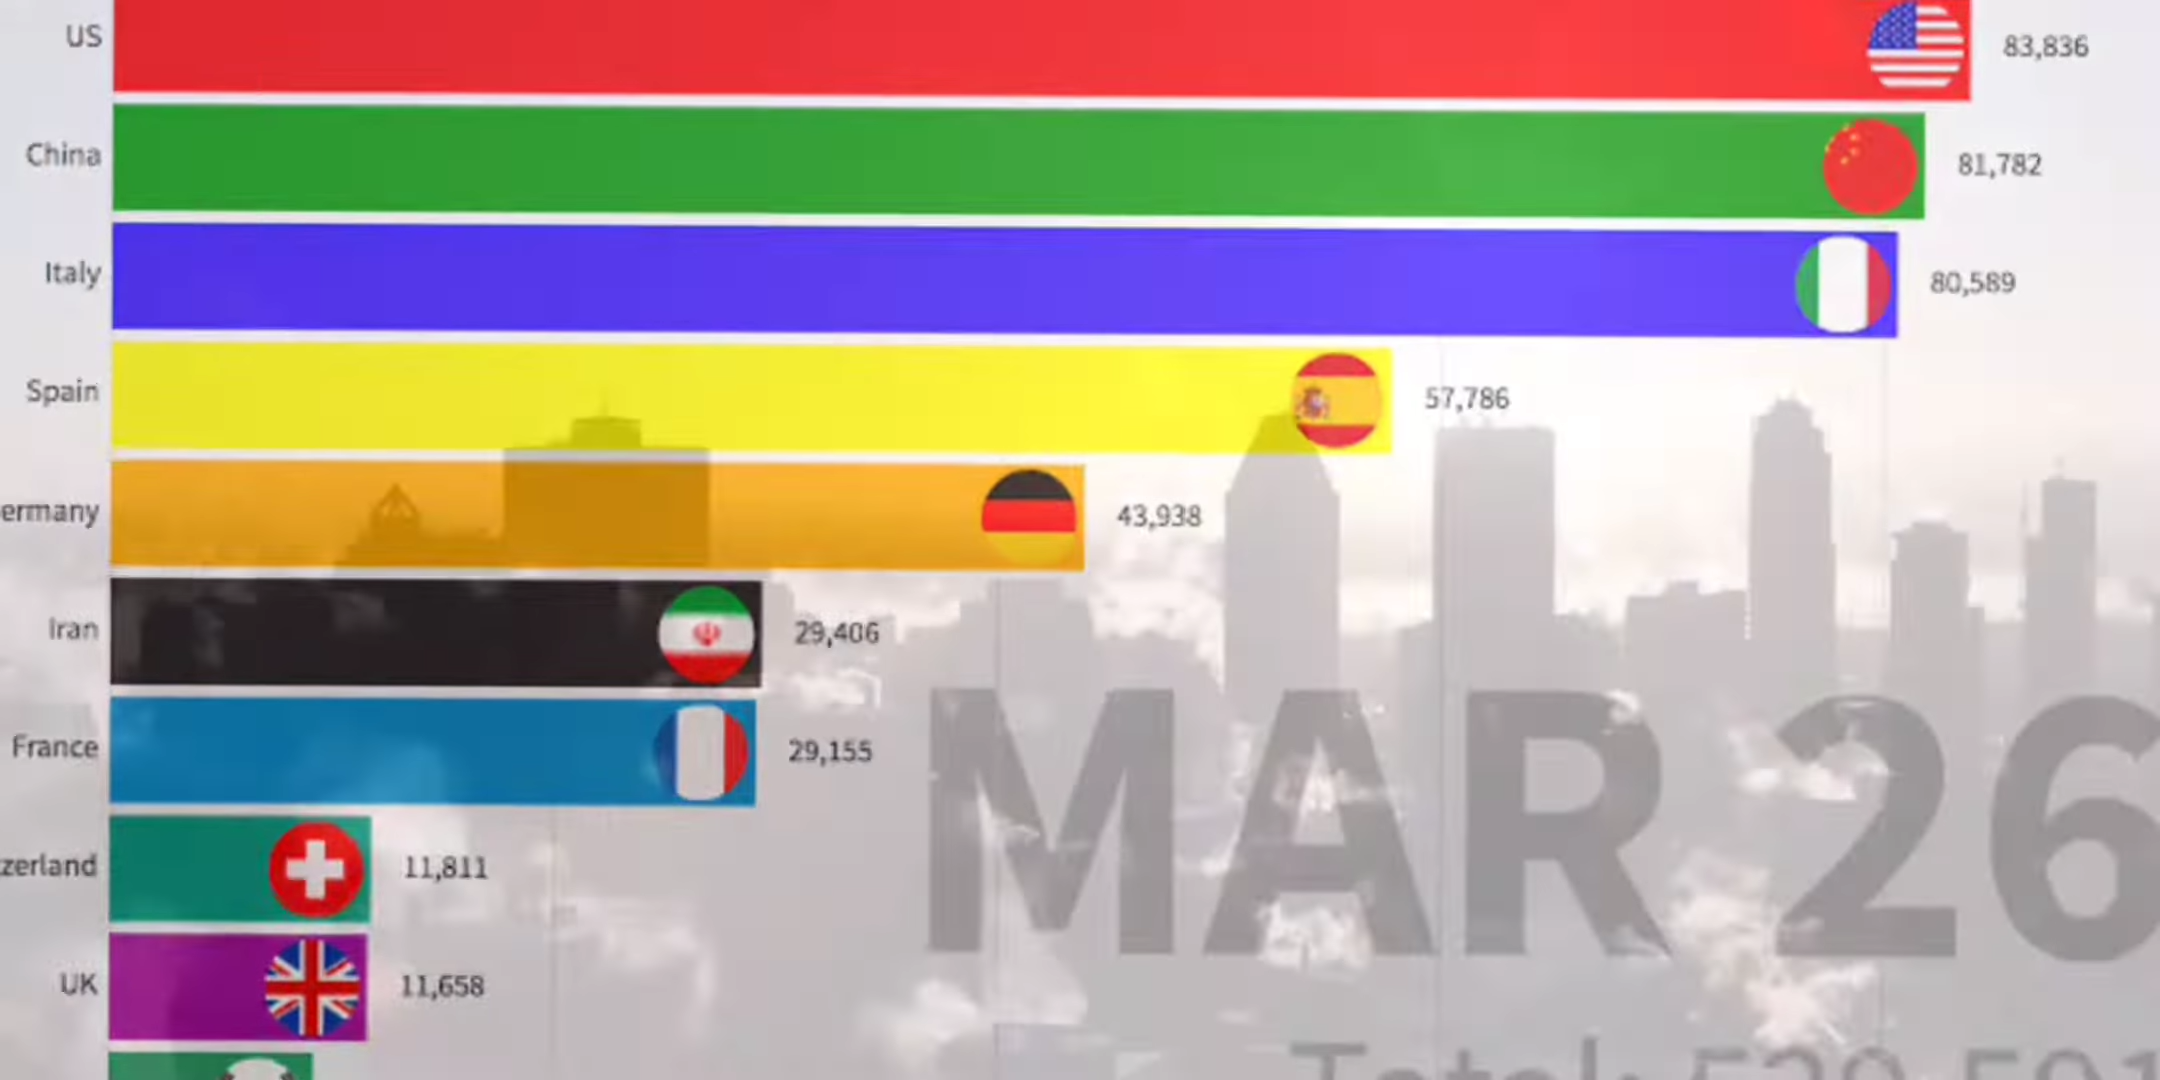 US 83,836
China 81,782
Italy 80,589
Spain 57,786
ermany 43,938
Iran 29,406
France 29,155
zerland 11,811
UK 11,658
MAR 26
Total: